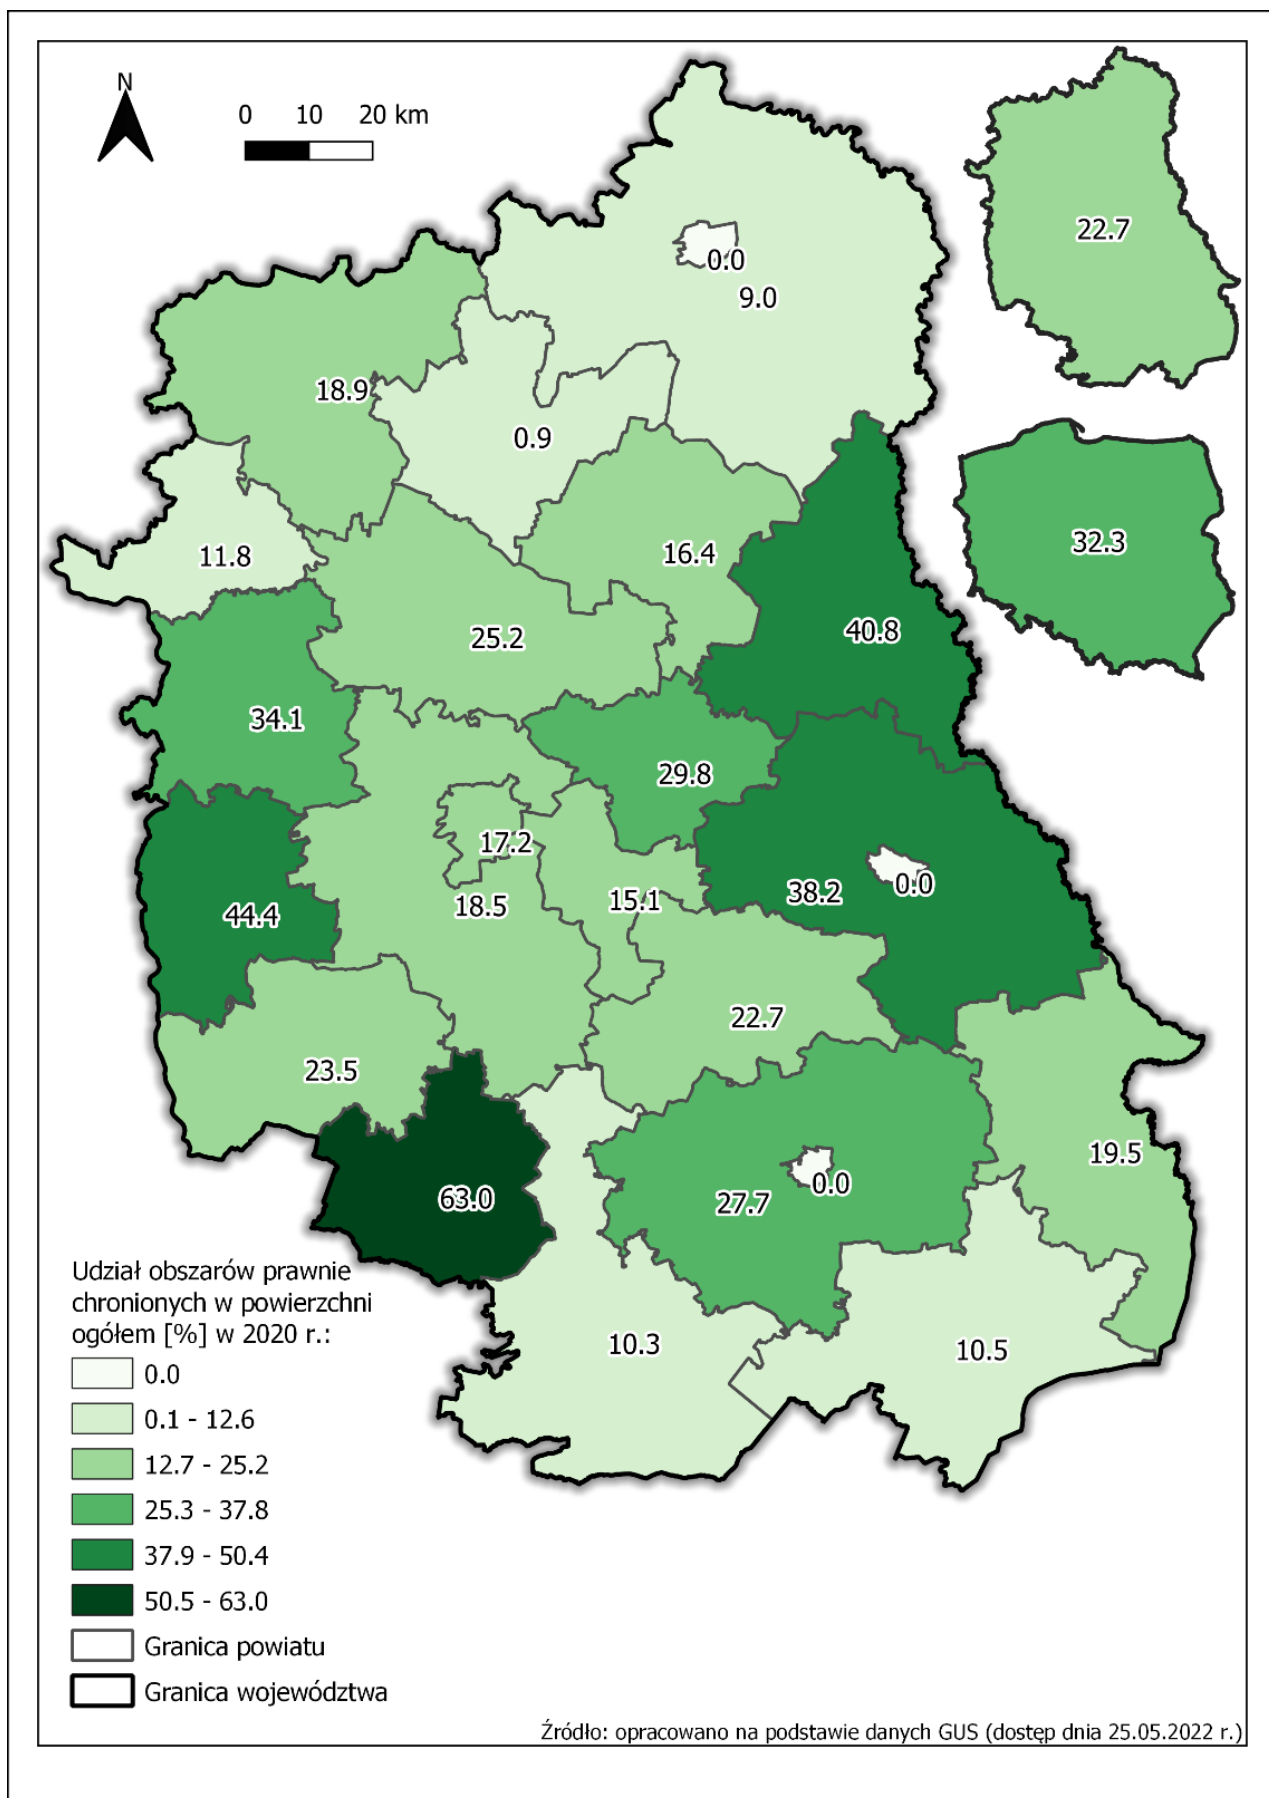 N
0 10 20 km
22.7
0.0
9.0
18.9
0.9
32.3
11.8
16.4
40.8
25.2
34.1
29.8
17.2
38.2
0.0
44.4
18.5
15.1
22.7
23.5
19.5
63.0
27.7
0.0
10.3
10.5
Udział obszarów prawnie
chronionych w powierzchni
ogółem [%] w 2020 r.:
0.0
0.1 - 12.6
12.7 - 25.2
25.3 - 37.8
37.9 - 50.4
50.5 - 63.0
Granica powiatu
Granica województwa
Źródło: opracowano na podstawie danych GUS (dostęp dnia 25.05.2022 r.)